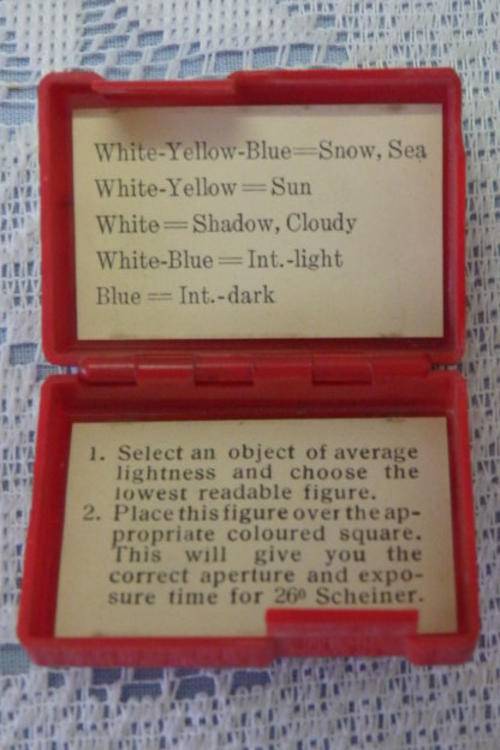 White-Yellow-Blue=Snow, Sea
White-Yellow = Sun
White = Shadow, Cloudy
White-Blue = Int.-light
Blue = Int.-dark
1. Select an object of average
lightness and choose the
lowest readable figure.
2. Place this figure over the ap-
propriate coloured square.
This will give you the
correct aperture and expo-
sure time for 26⁰ Scheiner.